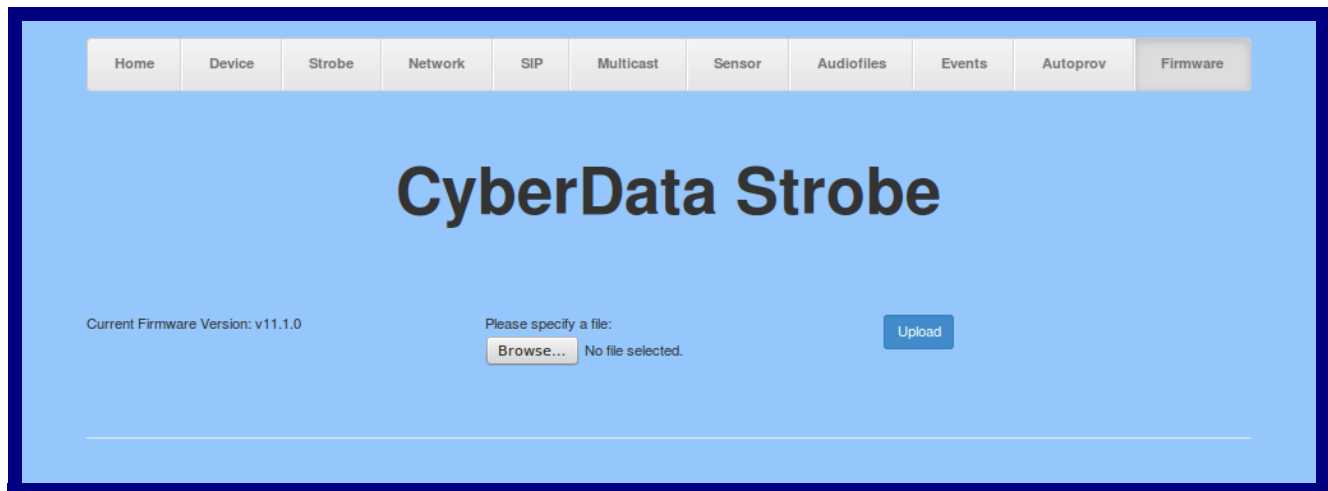 Home Device Strobe Network SIP Multicast Sensor Audiofiles Events Autoprov Firmware
CyberData Strobe
Current Firmware Version: v11.1.0
Please specify a file:
Browse... No file selected.
Upload